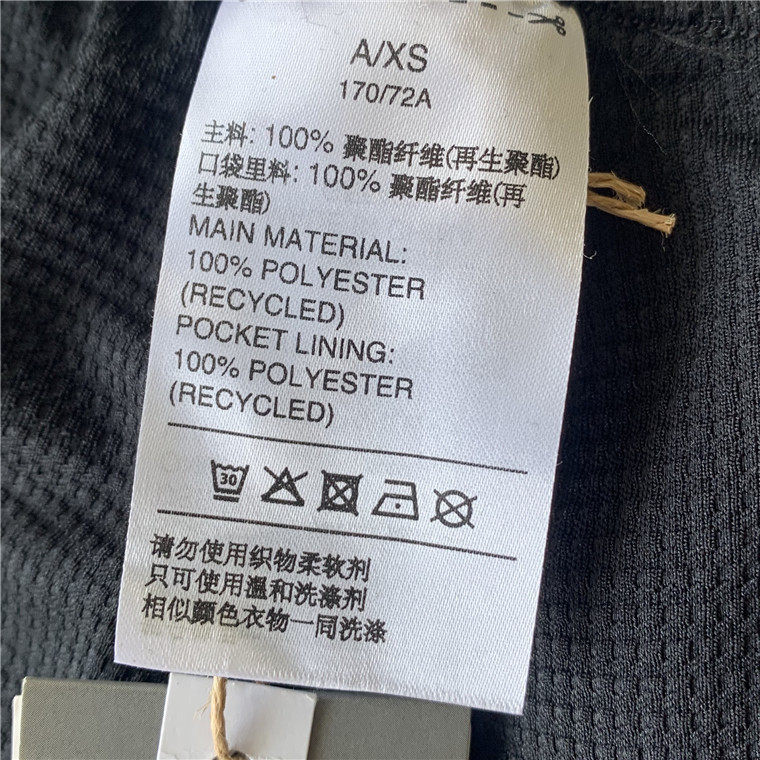 A/XS
170/72A
主料: 100% 聚酯纤维(再生聚酯)
口袋里料: 100% 聚酯纤维(再
生聚酯)
MAIN MATERIAL:
100% POLYESTER
(RECYCLED)
POCKET LINING:
100% POLYESTER
(RECYCLED)
30
请勿使用织物柔软剂
只可使用溫和洗涤剂
相似颜色衣物一同洗涤